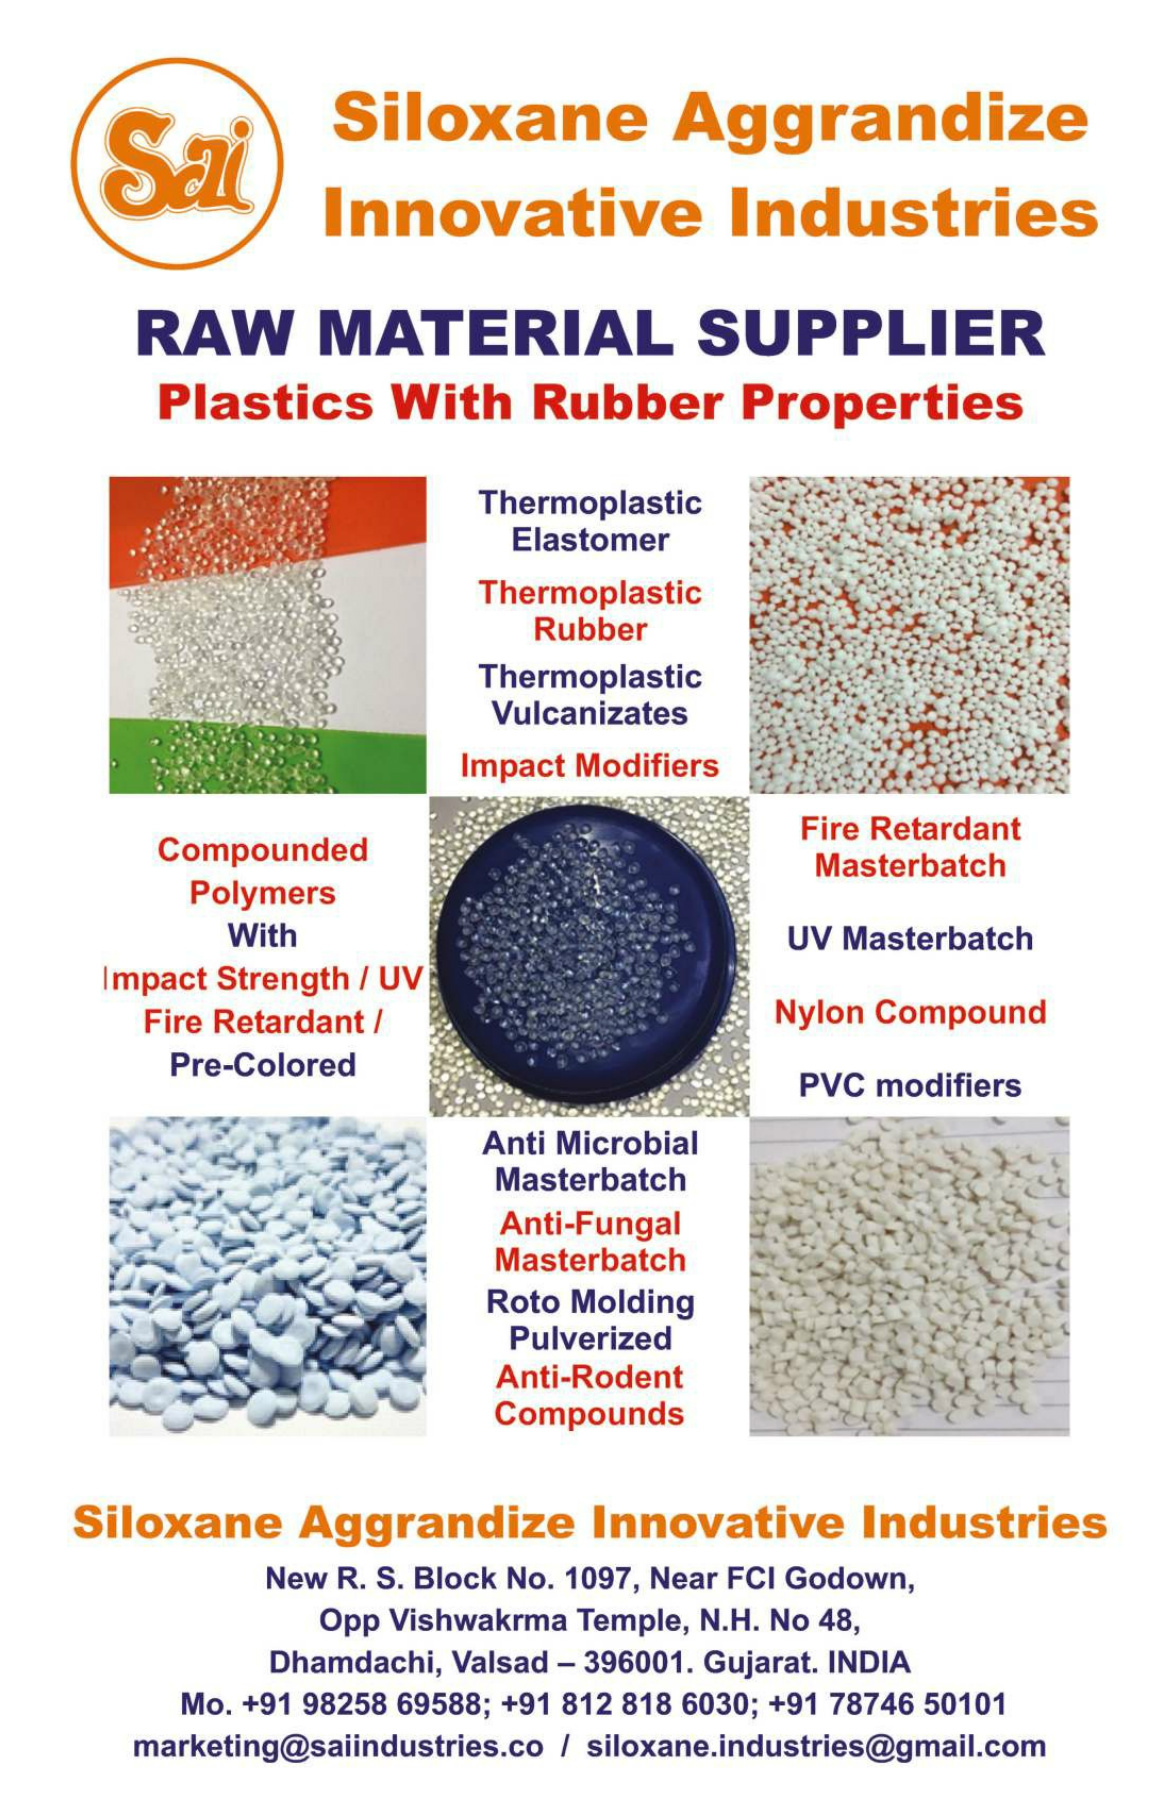 Sai
Siloxane Aggrandize
Innovative Industries
RAW MATERIAL SUPPLIER
Plastics With Rubber Properties
Thermoplastic
Elastomer
Thermoplastic
Rubber
Thermoplastic
Vulcanizates
Impact Modifiers
Compounded
Polymers
With
Impact Strength / UV
Fire Retardant /
Pre-Colored
Fire Retardant
Masterbatch
UV Masterbatch
Nylon Compound
PVC modifiers
Anti Microbial
Masterbatch
Anti-Fungal
Masterbatch
Roto Molding
Pulverized
Anti-Rodent
Compounds
Siloxane Aggrandize Innovative Industries
New R. S. Block No. 1097, Near FCI Godown,
Opp Vishwakrma Temple, N.H. No 48,
Dhamdachi, Valsad – 396001. Gujarat. INDIA
Mo. +91 98258 69588; +91 812 818 6030; +91 78746 50101
marketing@saiindustries.co / siloxane.industries@gmail.com